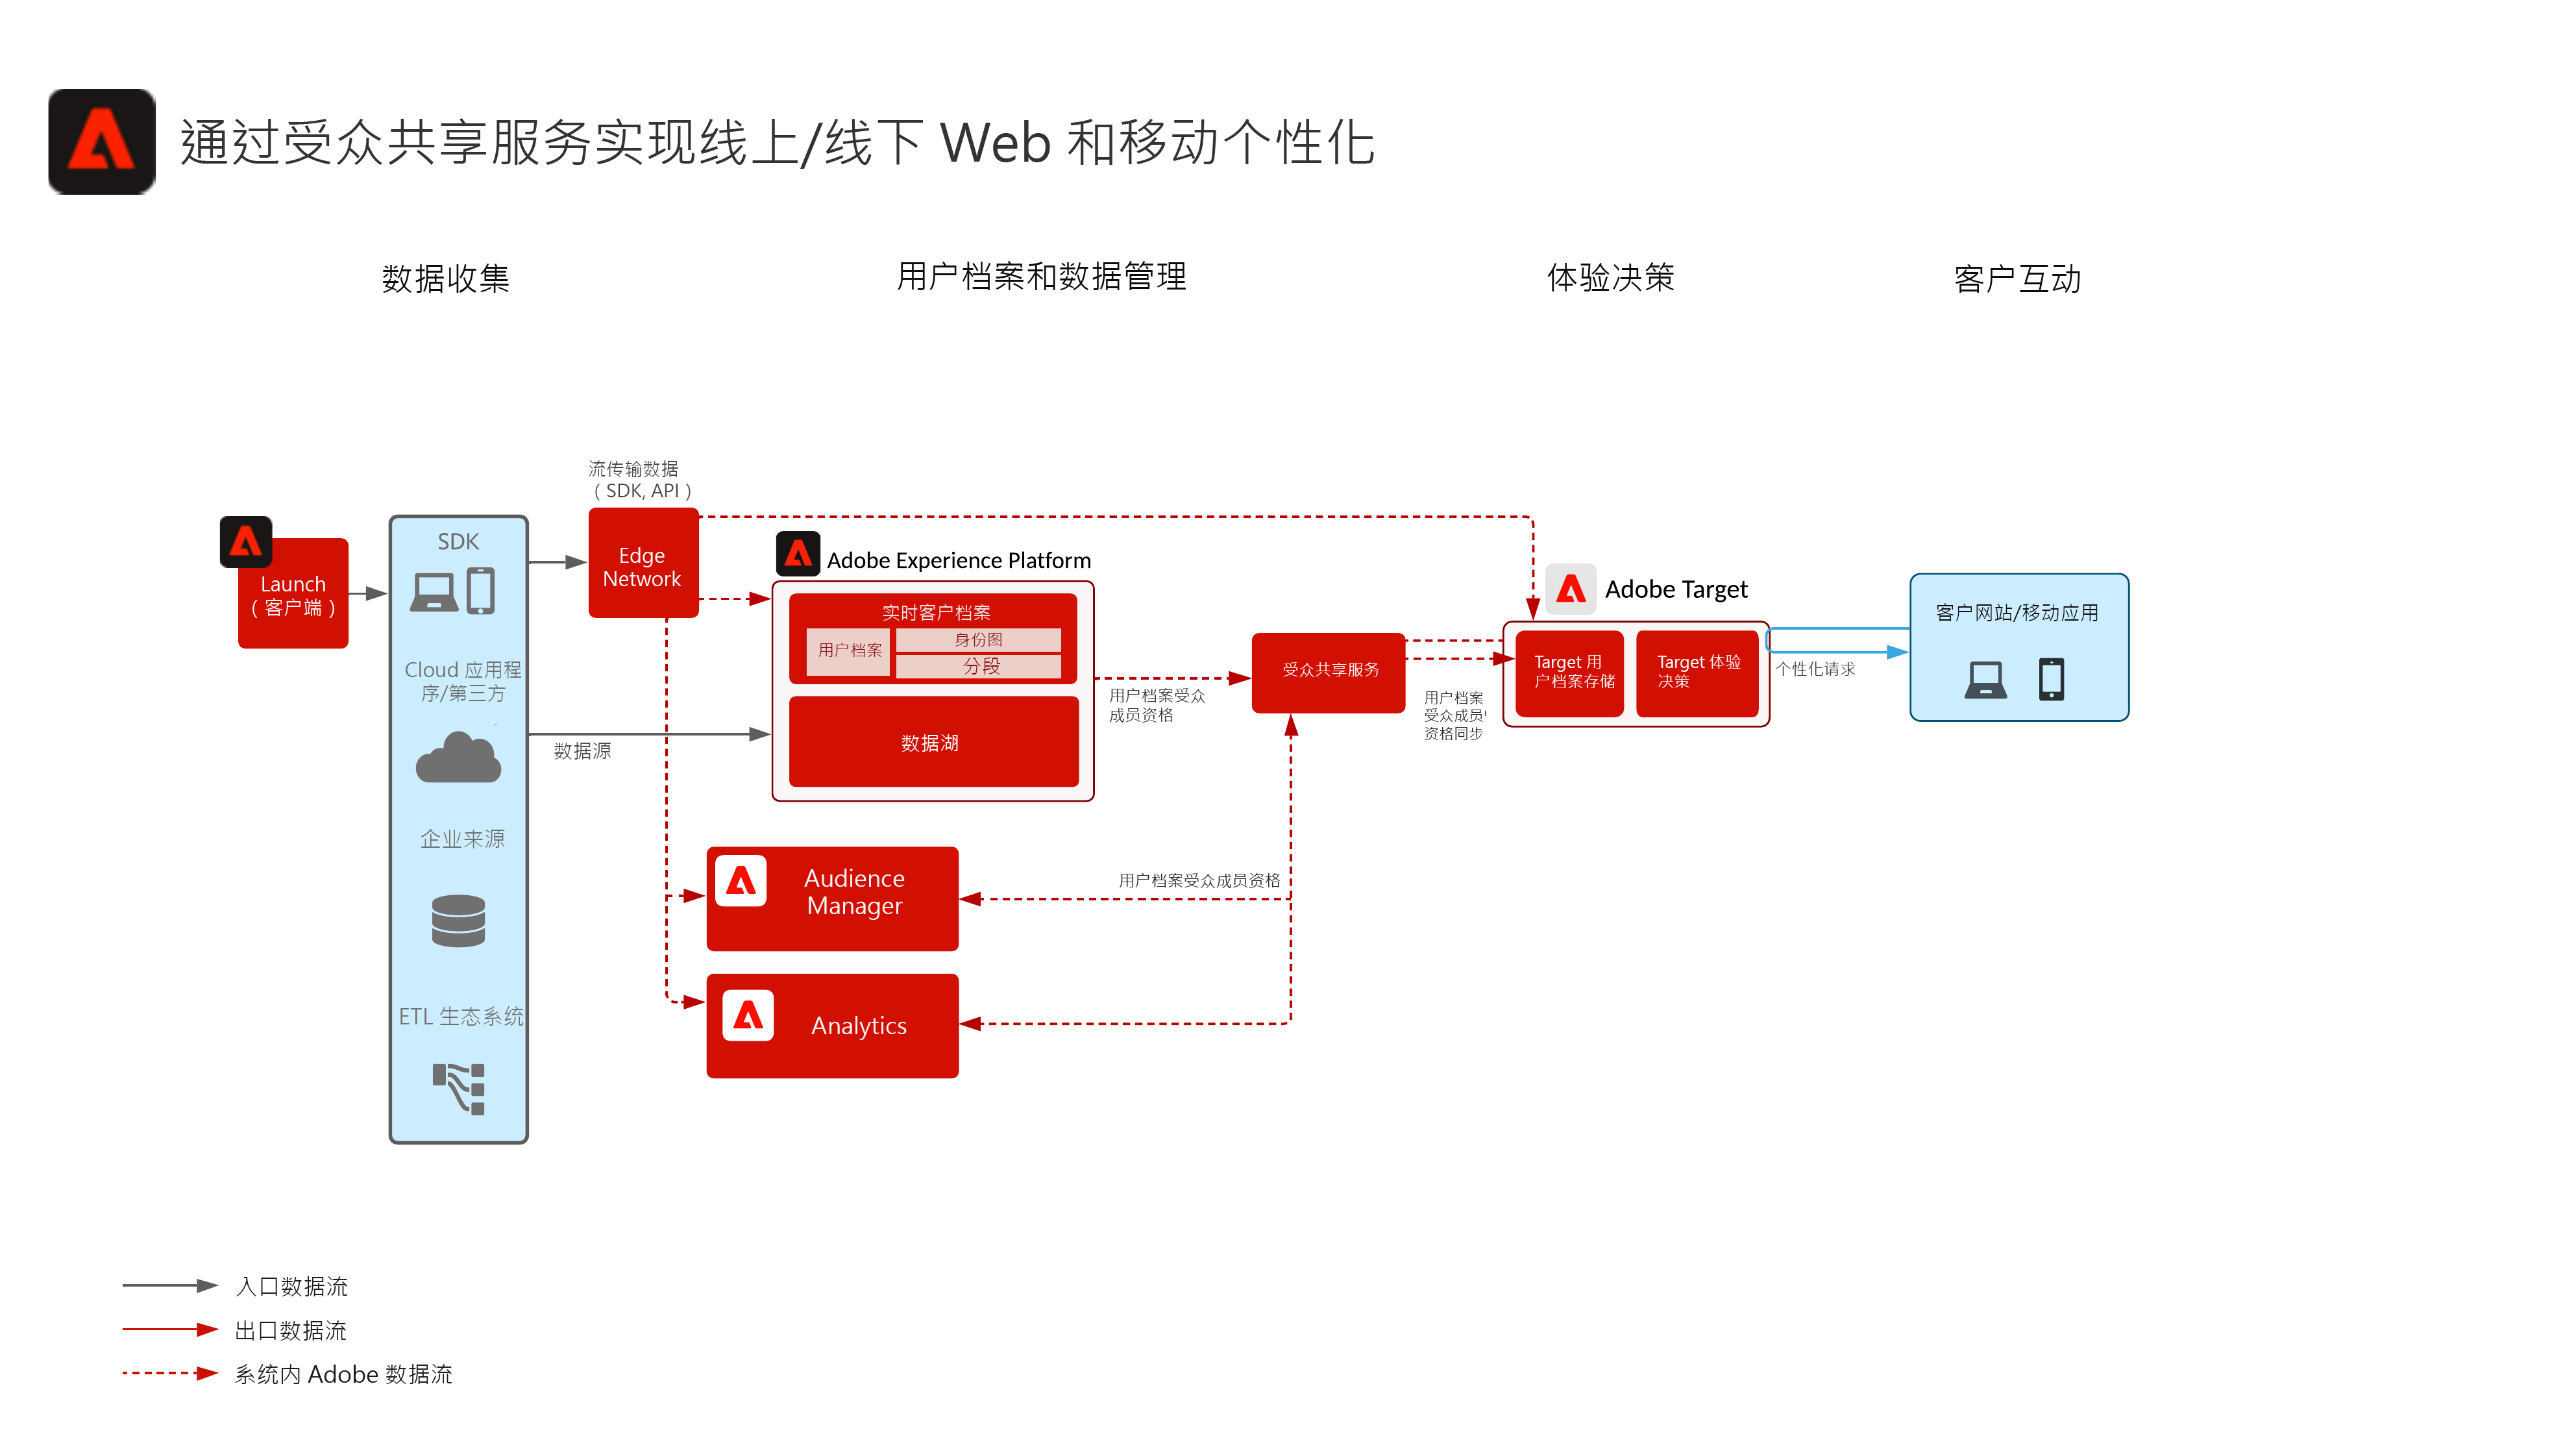 通过受众共享服务实现线上/线下 Web 和移动个性化
数据收集
用户档案和数据管理
体验决策
客户互动
流传输数据
（SDK, API）
Launch
（客户端）
SDK
Cloud 应用程
序/第三方
企业来源
ETL 生态系统
Edge
Network
数据源
Adobe Experience Platform
实时客户档案
用户档案
身份图
分段
数据湖
用户档案受众
成员资格
Audience
Manager
Analytics
用户档案受众成员资格
受众共享服务
用户档案
受众成员
资格同步
Adobe Target
Target 用
户档案存储
Target 体验
决策
个性化请求
客户网站/移动应用
入口数据流
出口数据流
系统内 Adobe 数据流